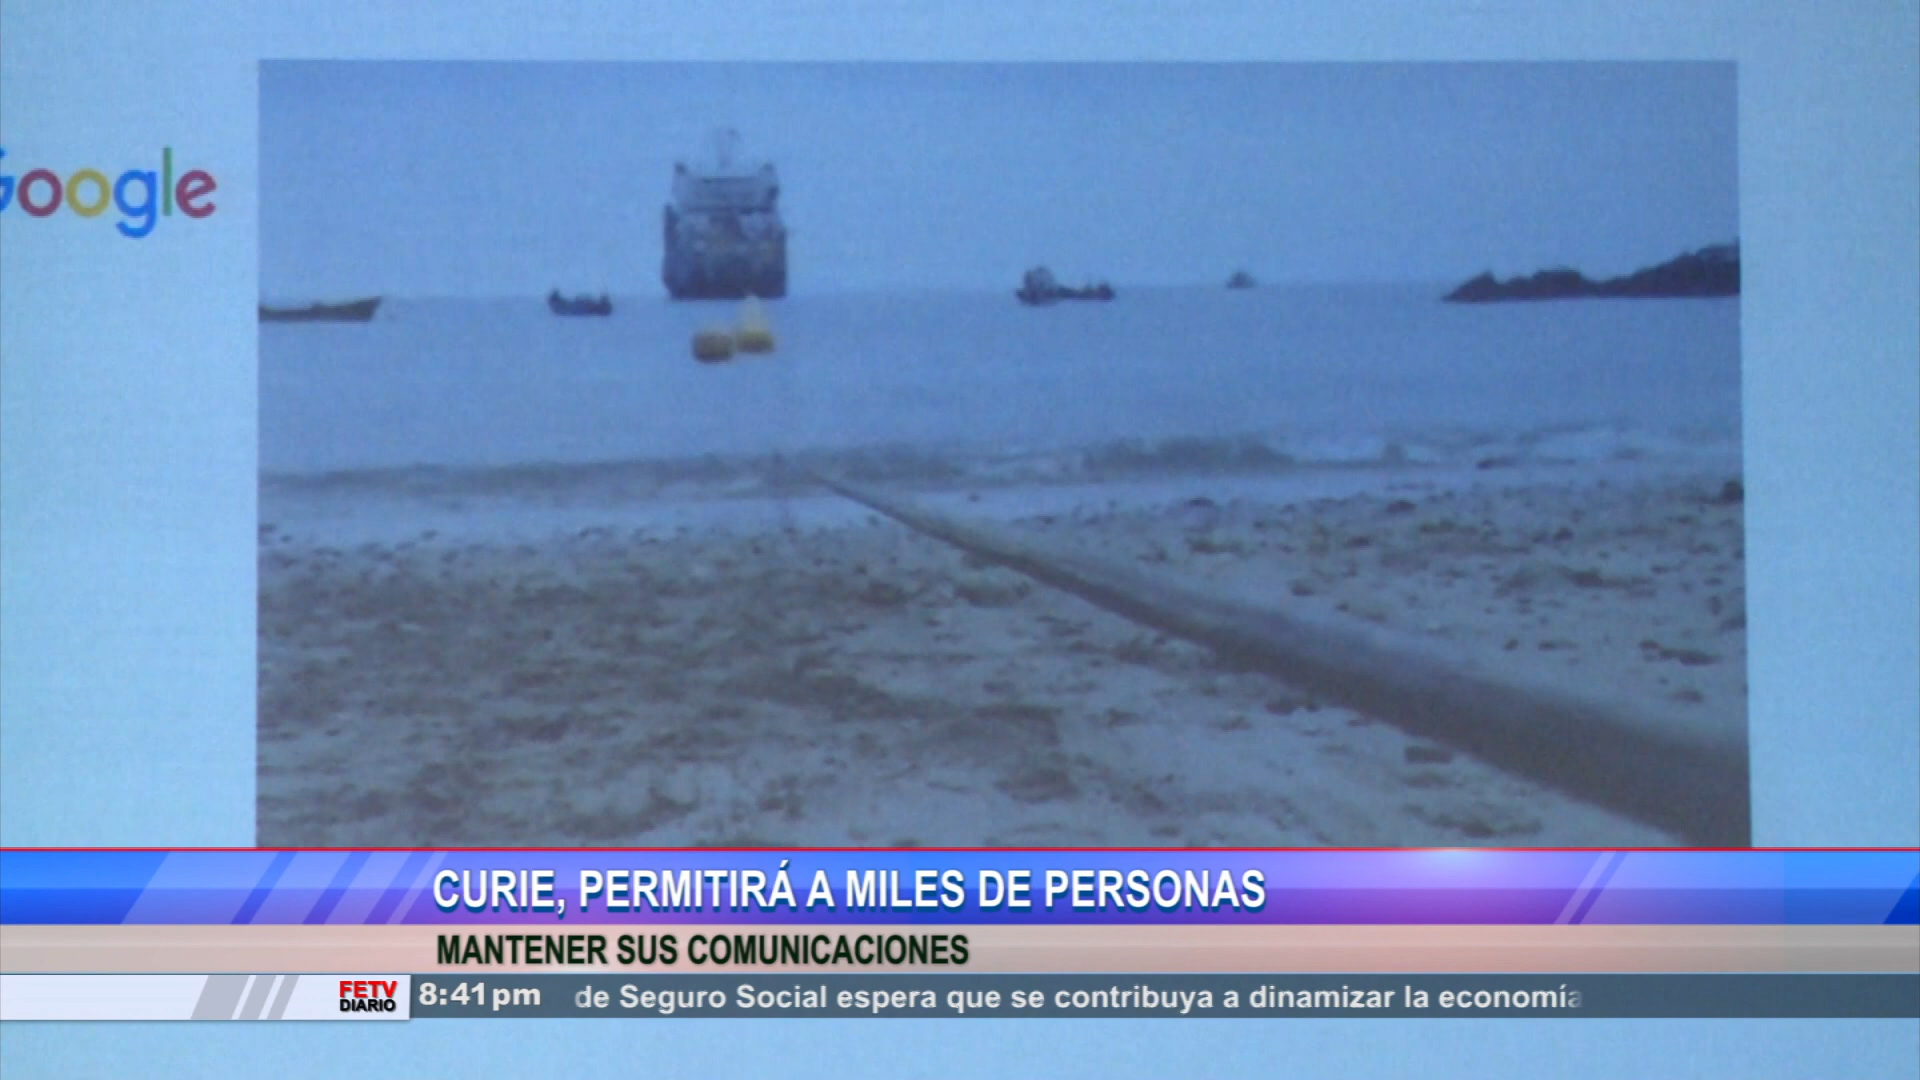 Google
CURIE, PERMITIRÁ A MILES DE PERSONAS
MANTENER SUS COMUNICACIONES
FETV
DIARIO
8:41pm
de Seguro Social espera que se contribuya a dinamizar la economía